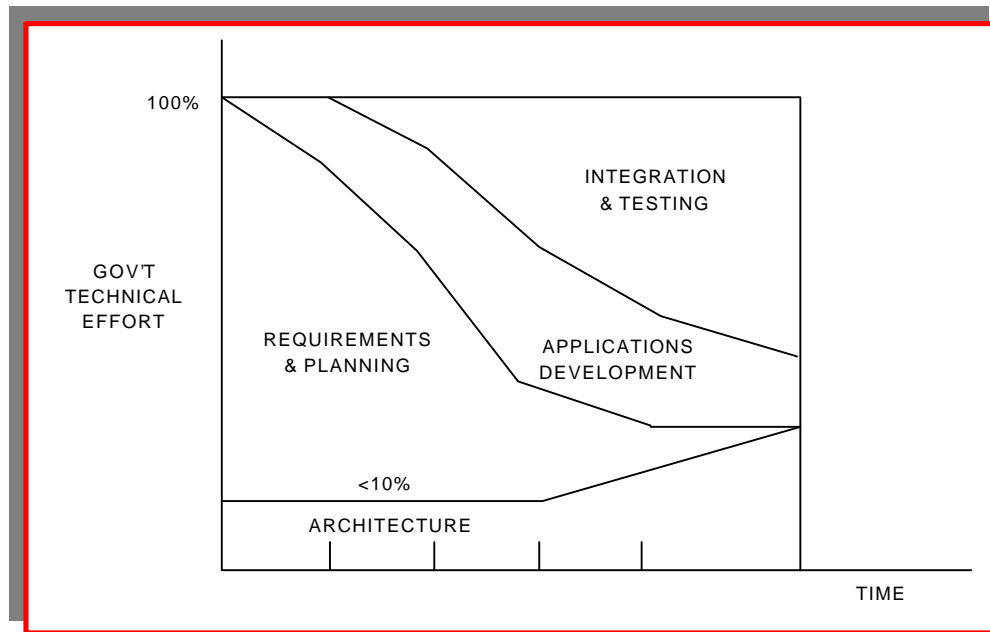 100%
INTEGRATION
& TESTING
GOV'T
TECHNICAL
EFFORT
REQUIREMENTS
& PLANNING
APPLICATIONS
DEVELOPMENT
<10%
ARCHITECTURE
TIME